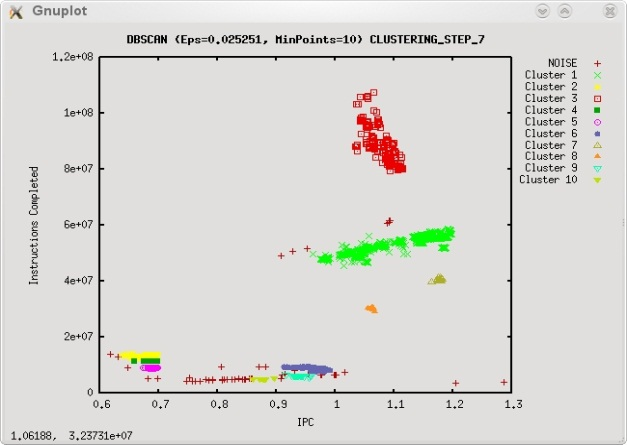 Gnuplot
DBSCAN (Eps=0.025251, MinPoints=10) CLUSTERING_STEP_7
1.2e+08
1e+08
8e+07
6e+07
4e+07
2e+07
0
Instructions Completed
0.6 0.7 0.8 0.9 1 1.1 1.2 1.3
IPC
NOISE
Cluster 1
Cluster 2
Cluster 3
Cluster 4
Cluster 5
Cluster 6
Cluster 7
Cluster 8
Cluster 9
Cluster 10
1.06188, 3.23731e+07